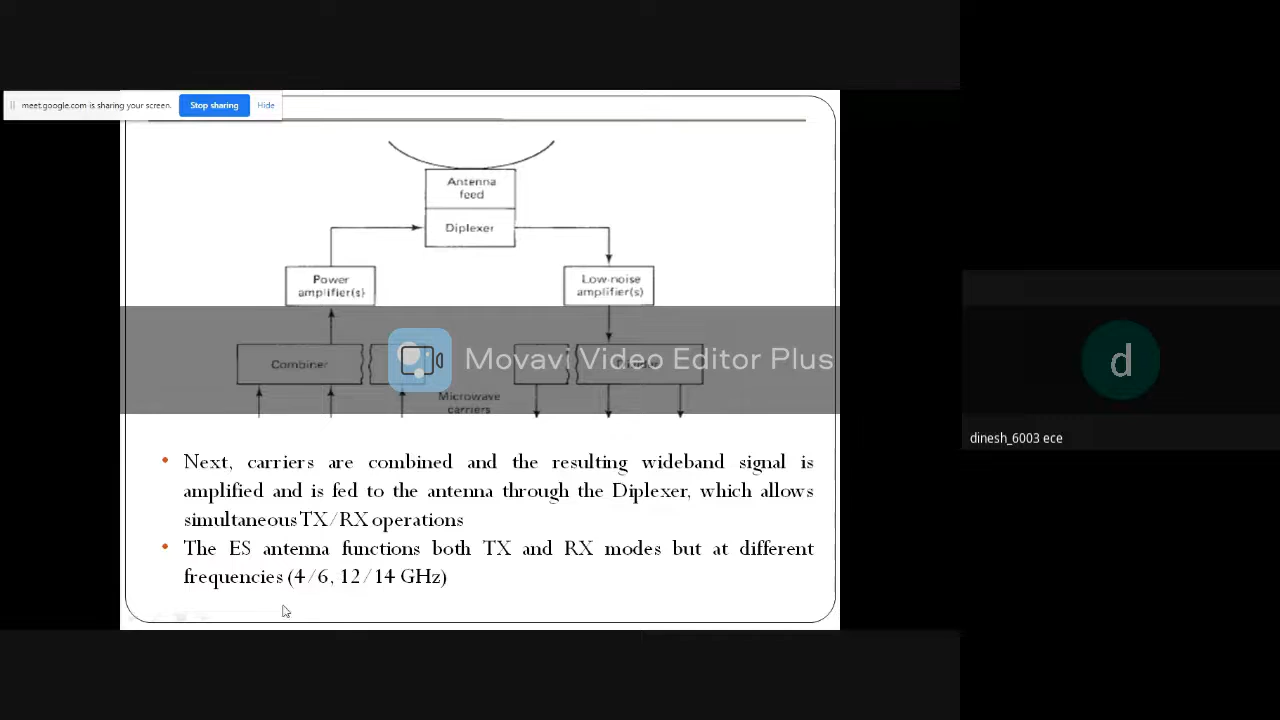 meet.google.com is sharing your screen.
Stop sharing
Hide
Antenna
feed
Diplexer
Power
amplifier(s)
Low-noise
amplifier(s)
Combiner
Movavi Video Editor Plus
Microwave
carriers
d
dinesh_6003 ece
• Next, carriers are combined and the resulting wideband signal is
amplified and is fed to the antenna through the Diplexer, which allows
simultaneous TX/RX operations
• The ES antenna functions both TX and RX modes but at different
frequencies (4/6, 12/14 GHz)